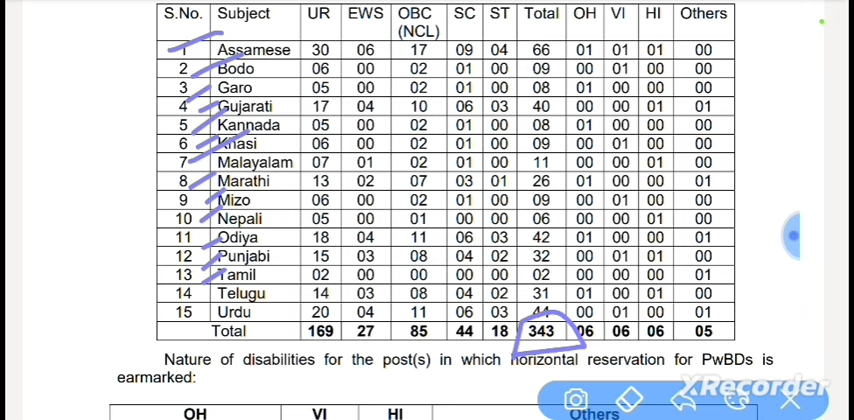 S.No. Subject UR EWS OBC (NCL) SC ST Total OH VI HI Others
1 Assamese 30 06 17 09 04 66 01 01 01 00
2 Bodo 06 00 02 01 00 09 00 01 00 00
3 Garo 05 00 02 01 00 08 01 00 00 00
4 Gujarati 17 04 10 06 03 40 00 00 01 01
5 Kannada 05 00 02 01 00 08 01 00 00 00
6 Khasi 06 00 02 01 00 09 00 01 00 00
7 Malayalam 07 01 02 01 00 11 00 00 01 00
8 Marathi 13 02 07 03 01 26 01 00 00 01
9 Mizo 06 00 02 01 00 09 00 01 00 00
10 Nepali 05 00 01 00 00 06 00 00 01 00
11 Odiya 18 04 11 06 03 42 01 00 00 01
12 Punjabi 15 03 08 04 02 32 00 01 00 00
13 Tamil 02 00 00 00 00 02 00 00 00 01
14 Telugu 14 03 08 04 02 31 01 00 01 00
15 Urdu 20 04 11 06 03 44 00 01 00 01
Total 169 27 85 44 18 343 06 06 06 05
Nature of disabilities for the post(s) in which horizontal reservation for PwBDs is
earmarked:
XRecorder
OH VI HI Others